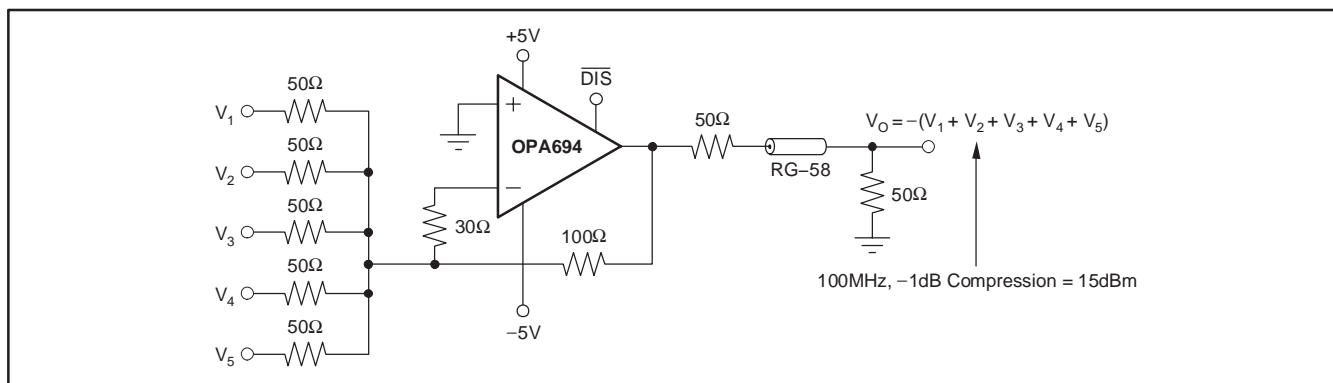 +5V
50Ω
V1
DIS
50Ω
V2
+
OPA694
−
50Ω
VO = −(V1 + V2 + V3 + V4 + V5)
RG−58
50Ω
50Ω
V3
30Ω
100Ω
50Ω
V4
100MHz, −1dB Compression = 15dBm
50Ω
V5
−5V